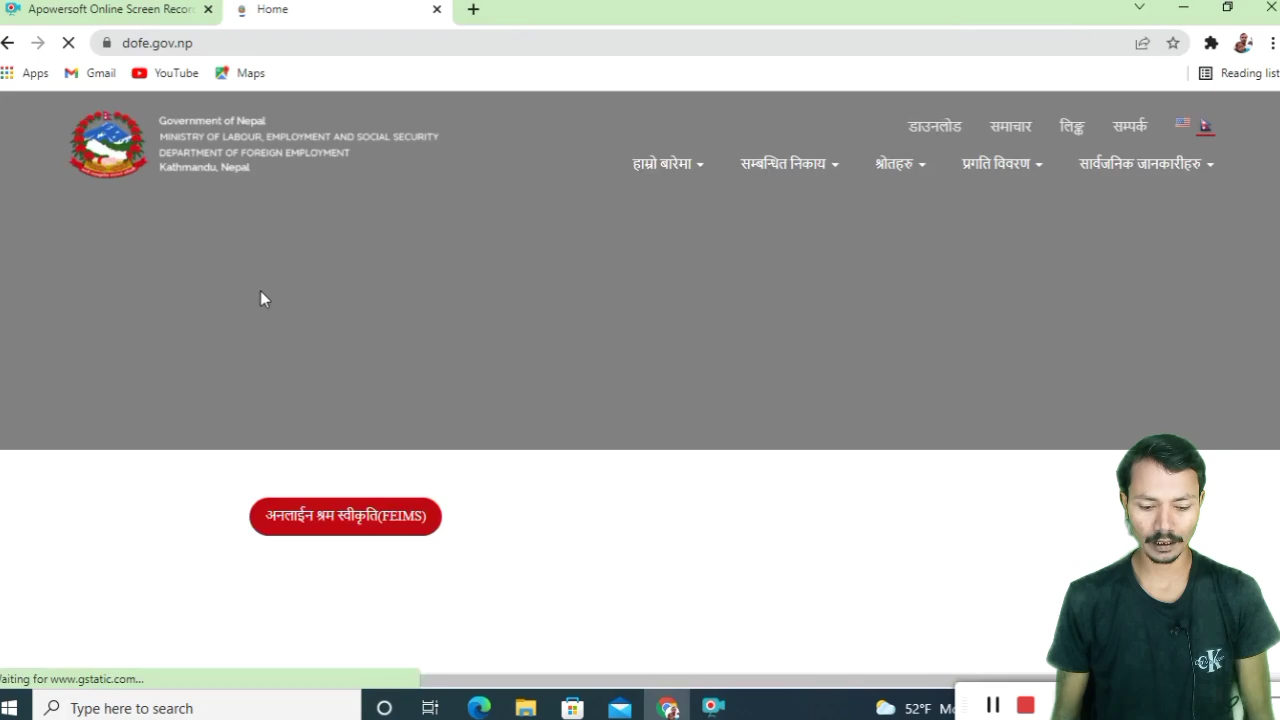 Apowersoft Online Screen Recor
Home
dofe.gov.np
Apps
Gmail
YouTube
Maps
Reading list
Government of Nepal
MINISTRY OF LABOUR, EMPLOYMENT AND SOCIAL SECURITY
DEPARTMENT OF FOREIGN EMPLOYMENT
Kathmandu, Nepal
डाउनलोड
समाचार
लिङ्क
सम्पर्क
हाम्रो बारेमा
सम्बन्धित निकाय
श्रोतहरु
प्रगति विवरण
सार्वजनिक जानकारीहरु
अनलाईन श्रम स्वीकृति(FEIMS)
Waiting for www.gstatic.com...
Type here to search
52°F
CK